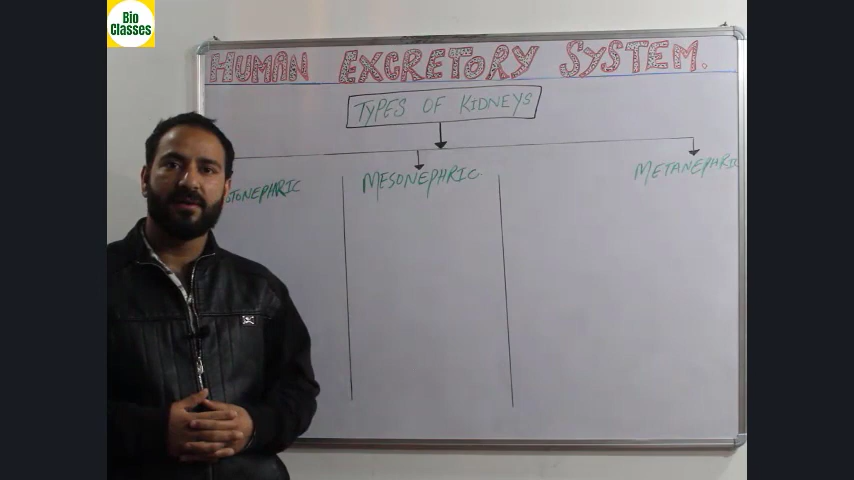 Bio
Classes
HUMAN EXCRETORY SYSTEM.
TYPES OF KIDNEYS
MESONEPHRIC
METANEPHRIC